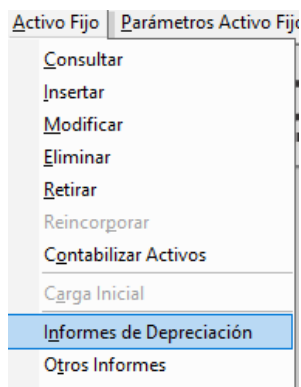 Activo Fijo Parámetros Activo Fijo
Consultar
Insertar
Modificar
Eliminar
Retirar
Reincorporar
Contabilizar Activos
Carga Inicial
Informes de Depreciación
Otros Informes